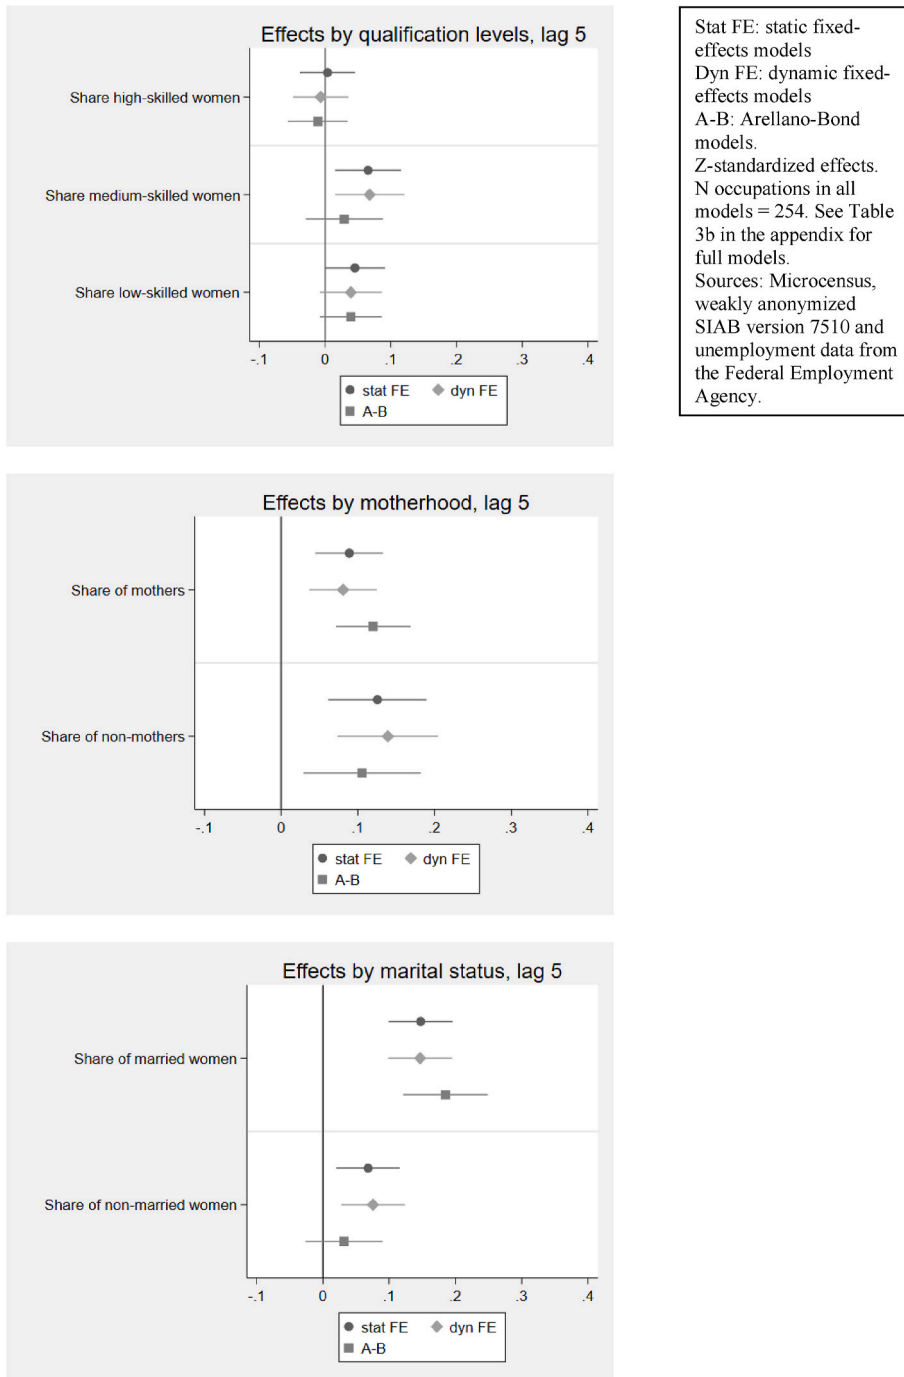 Effects by qualification levels, lag 5
Share high-skilled women
Share medium-skilled women
Share low-skilled women
-.1 0 .1 .2 .3 .4
stat FE dyn FE
A-B
Stat FE: static fixed-
effects models
Dyn FE: dynamic fixed-
effects models
A-B: Arellano-Bond
models.
Z-standardized effects.
N occupations in all
models = 254. See Table
3b in the appendix for
full models.
Sources: Microcensus,
weakly anonymized
SIAB version 7510 and
unemployment data from
the Federal Employment
Agency.
Effects by motherhood, lag 5
Share of mothers
Share of non-mothers
-.1 0 .1 .2 .3 .4
stat FE dyn FE
A-B
Effects by marital status, lag 5
Share of married women
Share of non-married women
-.1 0 .1 .2 .3 .4
stat FE dyn FE
A-B